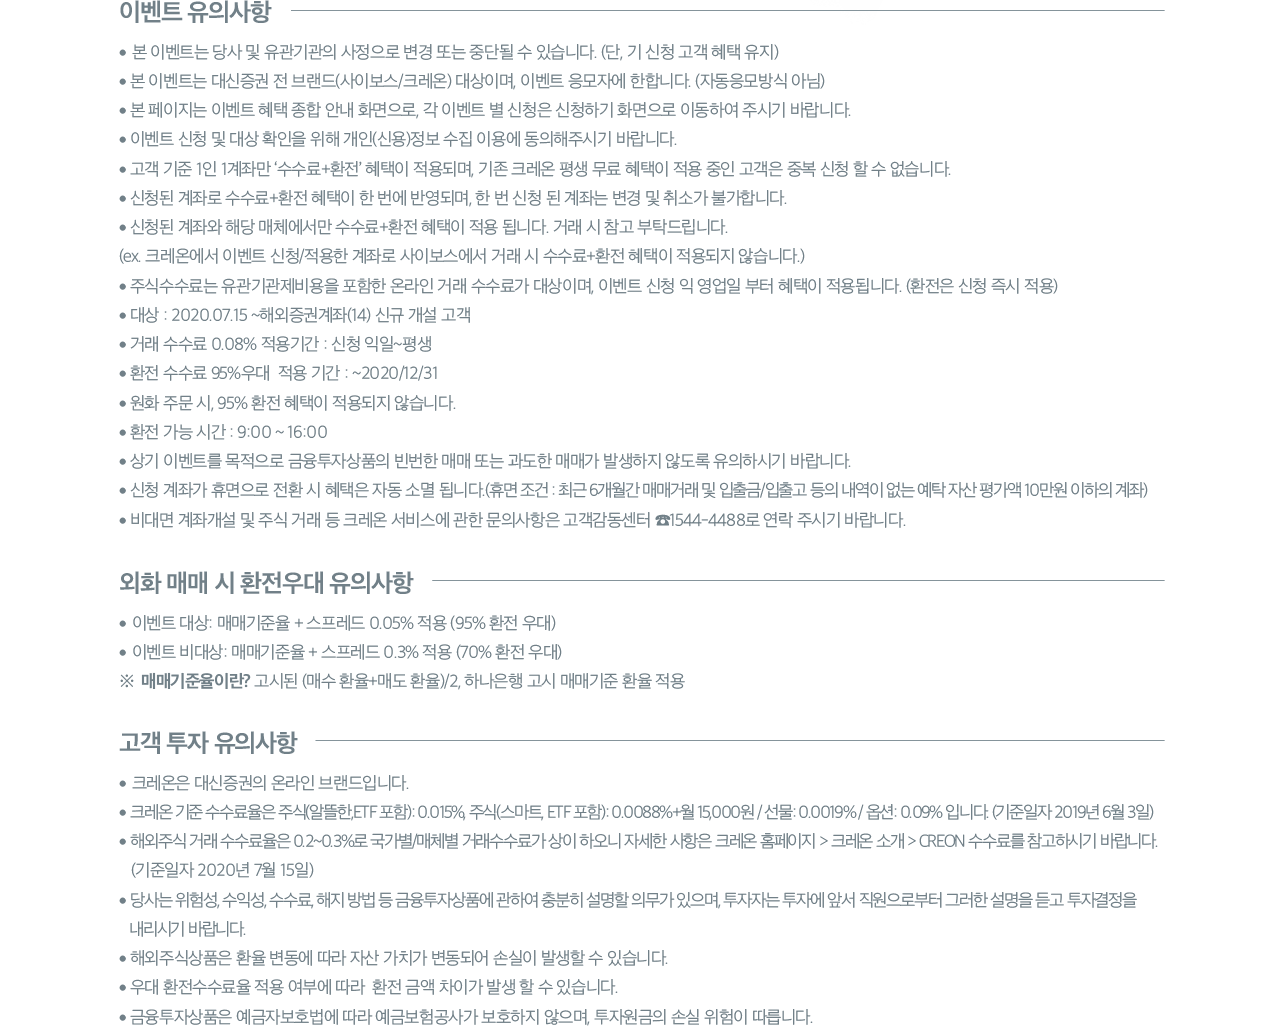 이벤트 유의사항
● 본 이벤트는 당사 및 유관기관의 사정으로 변경 또는 중단될 수 있습니다. (단, 기 신청 고객 혜택 유지)
● 본 이벤트는 대신증권 전 브랜드(사이보스/크레온) 대상이며, 이벤트 응모자에 한합니다. (자동응모방식 아님)
● 본 페이지는 이벤트 혜택 종합 안내 화면으로, 각 이벤트 별 신청은 신청하기 화면으로 이동하여 주시기 바랍니다.
● 이벤트 신청 및 대상 확인을 위해 개인(신용)정보 수집 이용에 동의해주시기 바랍니다.
● 고객 기준 1인 1계좌만 ‘수수료+환전’ 혜택이 적용되며, 기존 크레온 평생 무료 혜택이 적용 중인 고객은 중복 신청 할 수 없습니다.
● 신청된 계좌로 수수료+환전 혜택이 한 번에 반영되며, 한 번 신청 된 계좌는 변경 및 취소가 불가합니다.
● 신청된 계좌와 해당 매체에서만 수수료+환전 혜택이 적용 됩니다. 거래 시 참고 부탁드립니다.
(ex. 크레온에서 이벤트 신청/적용한 계좌로 사이보스에서 거래 시 수수료+환전 혜택이 적용되지 않습니다.)
● 주식수수료는 유관기관제비용을 포함한 온라인 거래 수수료가 대상이며, 이벤트 신청 익 영업일 부터 혜택이 적용됩니다. (환전은 신청 즉시 적용)
● 대상 : 2020.07.15 ~해외증권계좌(14) 신규 개설 고객
● 거래 수수료 0.08% 적용기간 : 신청 익일~평생
● 환전 수수료 95%우대 적용 기간 : ~2020/12/31
● 원화 주문 시, 95% 환전 혜택이 적용되지 않습니다.
● 환전 가능 시간 : 9:00 ~ 16:00
● 상기 이벤트를 목적으로 금융투자상품의 빈번한 매매 또는 과도한 매매가 발생하지 않도록 유의하시기 바랍니다.
● 신청 계좌가 휴면으로 전환 시 혜택은 자동 소멸 됩니다.(휴면 조건 : 최근 6개월간 매매거래 및 입출금/입출고 등의 내역이 없는 예탁 자산 평가액 10만원 이하의 계좌)
● 비대면 계좌개설 및 주식 거래 등 크레온 서비스에 관한 문의사항은 고객감동센터 ☎1544-4488로 연락 주시기 바랍니다.
외화 매매 시 환전우대 유의사항
● 이벤트 대상: 매매기준율 + 스프레드 0.05% 적용 (95% 환전 우대)
● 이벤트 비대상: 매매기준율 + 스프레드 0.3% 적용 (70% 환전 우대)
※ 매매기준율이란? 고시된 (매수 환율+매도 환율)/2, 하나은행 고시 매매기준 환율 적용
고객 투자 유의사항
● 크레온은 대신증권의 온라인 브랜드입니다.
● 크레온 기준 수수료율은 주식(알뜰한,ETF 포함): 0.015%, 주식(스마트, ETF 포함): 0.0088%+월 15,000원 / 선물: 0.0019% / 옵션: 0.09% 입니다. (기준일자 2019년 6월 3일)
● 해외주식 거래 수수료율은 0.2~0.3%로 국가별/매체별 거래수수료가 상이 하오니 자세한 사항은 크레온 홈페이지 > 크레온 소개 > CREON 수수료를 참고하시기 바랍니다.
(기준일자 2020년 7월 15일)
● 당사는 위험성, 수익성, 수수료, 해지 방법 등 금융투자상품에 관하여 충분히 설명할 의무가 있으며, 투자자는 투자에 앞서 직원으로부터 그러한 설명을 듣고 투자결정을
내리시기 바랍니다.
● 해외주식상품은 환율 변동에 따라 자산 가치가 변동되어 손실이 발생할 수 있습니다.
● 우대 환전수수료율 적용 여부에 따라 환전 금액 차이가 발생 할 수 있습니다.
● 금융투자상품은 예금자보호법에 따라 예금보험공사가 보호하지 않으며, 투자원금의 손실 위험이 따릅니다.